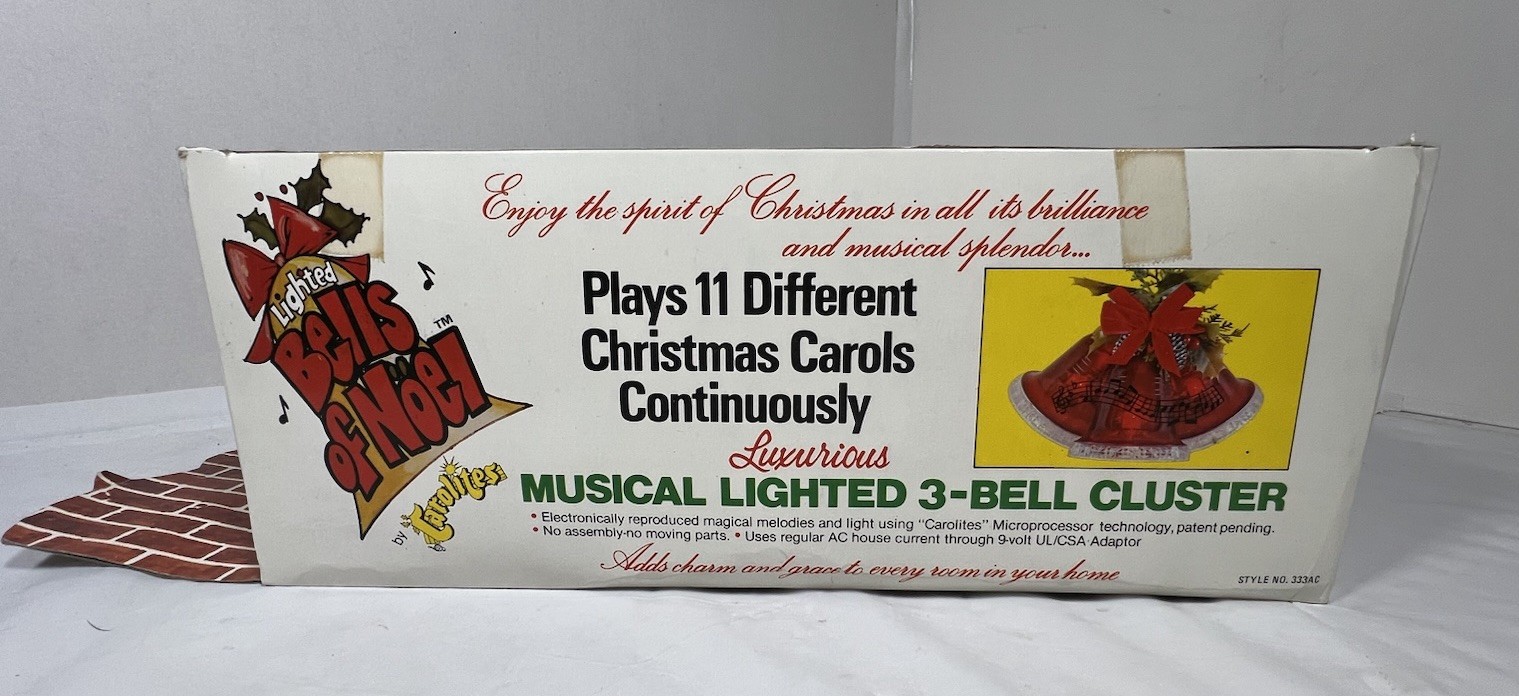 Enjoy the spirit of Christmas in all its brilliance
and musical splendor...
Lighted
Bells
of Nöel
TM
by Carolites
Plays 11 Different
Christmas Carols
Continuously
Luxurious
MUSICAL LIGHTED 3-BELL CLUSTER
• Electronically reproduced magical melodies and light using "Carolites" Microprocessor technology, patent pending.
• No assembly-no moving parts. • Uses regular AC house current through 9-volt UL/CSA Adaptor
Adds charm and grace to every room in your home
STYLE NO. 333AC